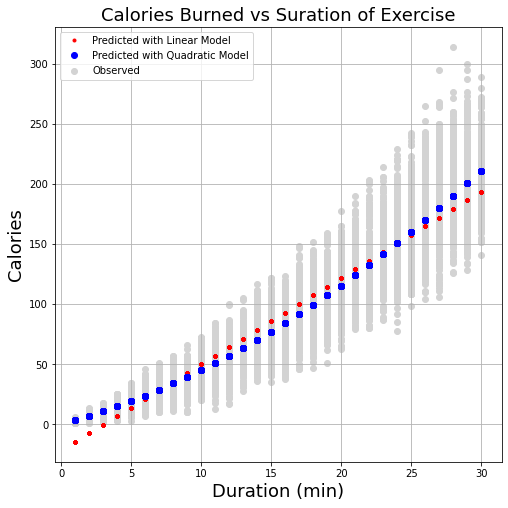 Calories Burned vs Suration of Exercise
Predicted with Linear Model
Predicted with Quadratic Model
Observed
Calories
300
250
200
150
100
50
0
0 5 10 15 20 25 30
Duration (min)